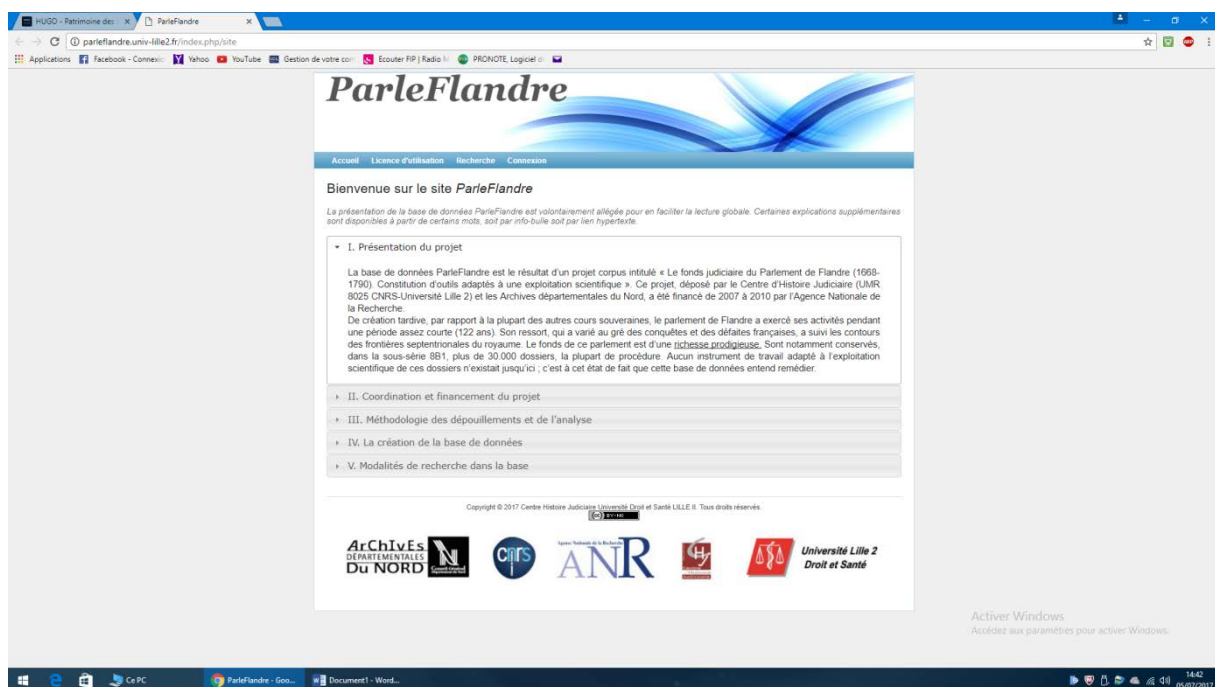 HUGO - Patrimoine des
ParleFlandre
parleflandre.univ-lille2.fr/index.php/site
Applications Facebook - Connexio Yahoo YouTube Gestion de votre com Ecouter FIP | Radio PRONOTE, Logiciel d
ParleFlandre
Accueil Licence d'utilisation Recherche Connexion
Bienvenue sur le site ParleFlandre
La présentation de la base de données ParleFlandre est volontairement allégée pour en faciliter la lecture globale. Certaines explications supplémentaires
sont disponibles à partir de certains mots, soit par info-bulle soit par lien hypertexte.
I. Présentation du projet
La base de données ParleFlandre est le résultat d'un projet corpus intitulé « Le fonds judiciaire du Parlement de Flandre (1668-
1790). Constitution d'outils adaptés à une exploitation scientifique ». Ce projet, déposé par le Centre d'Histoire Judiciaire (UMR
8025 CNRS-Université Lille 2) et les Archives départementales du Nord, a été financé de 2007 à 2010 par l'Agence Nationale de
la Recherche.
De création tardive, par rapport à la plupart des autres cours souveraines, le parlement de Flandre a exercé ses activités pendant
une période assez courte (122 ans). Son ressort, qui a varié au gré des conquêtes et des défaites françaises, a suivi les contours
des frontières septentrionales du royaume. Le fonds de ce parlement est d'une richesse prodigieuse. Sont notamment conservés,
dans la sous-série 8B1, plus de 30.000 dossiers, la plupart de procédure. Aucun instrument de travail adapté à l'exploitation
scientifique de ces dossiers n'existait jusqu'ici ; c'est à cet état de fait que cette base de données entend remédier.
II. Coordination et financement du projet
III. Méthodologie des dépouillements et de l'analyse
IV. La création de la base de données
V. Modalités de recherche dans la base
Copyright © 2017 Centre Histoire Judiciaire Université Droit et Santé LILLE II. Tous droits réservés.
(cc) BY-NC
ArChIvEs
DÉPARTEMENTALES
Du NORD
cnrs
Agence Nationale de la Recherche
ANR
Université Lille 2
Droit et Santé
Activer Windows
Accédez aux paramètres pour activer Windows.
Ce PC
ParleFlandre - Goo...
Document1 - Word...
14:42
05/07/2017